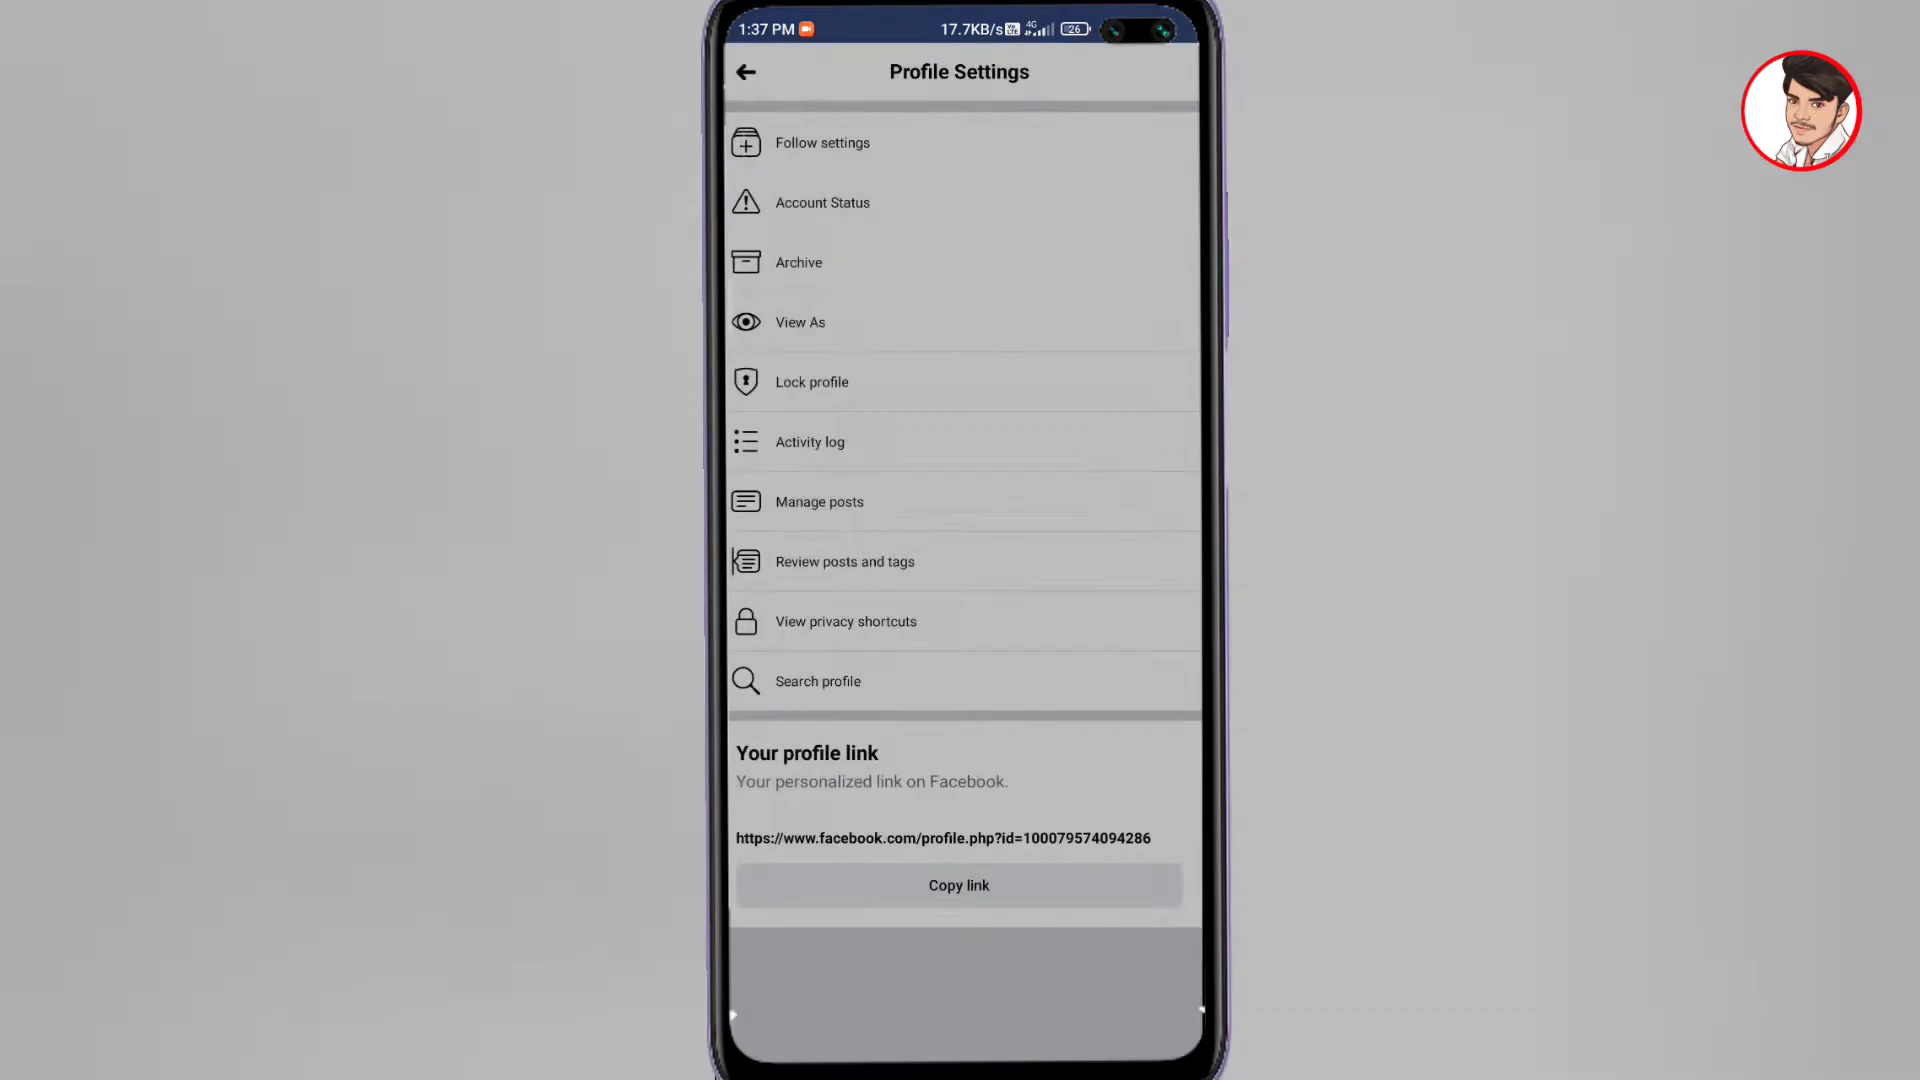 1:37 PM 17.7KB/s 4G 26
Profile Settings
Follow settings
Account Status
Archive
View As
Lock profile
Activity log
Manage posts
Review posts and tags
View privacy shortcuts
Search profile
Your profile link
Your personalized link on Facebook.
https://www.facebook.com/profile.php?id=100079574094286
Copy link